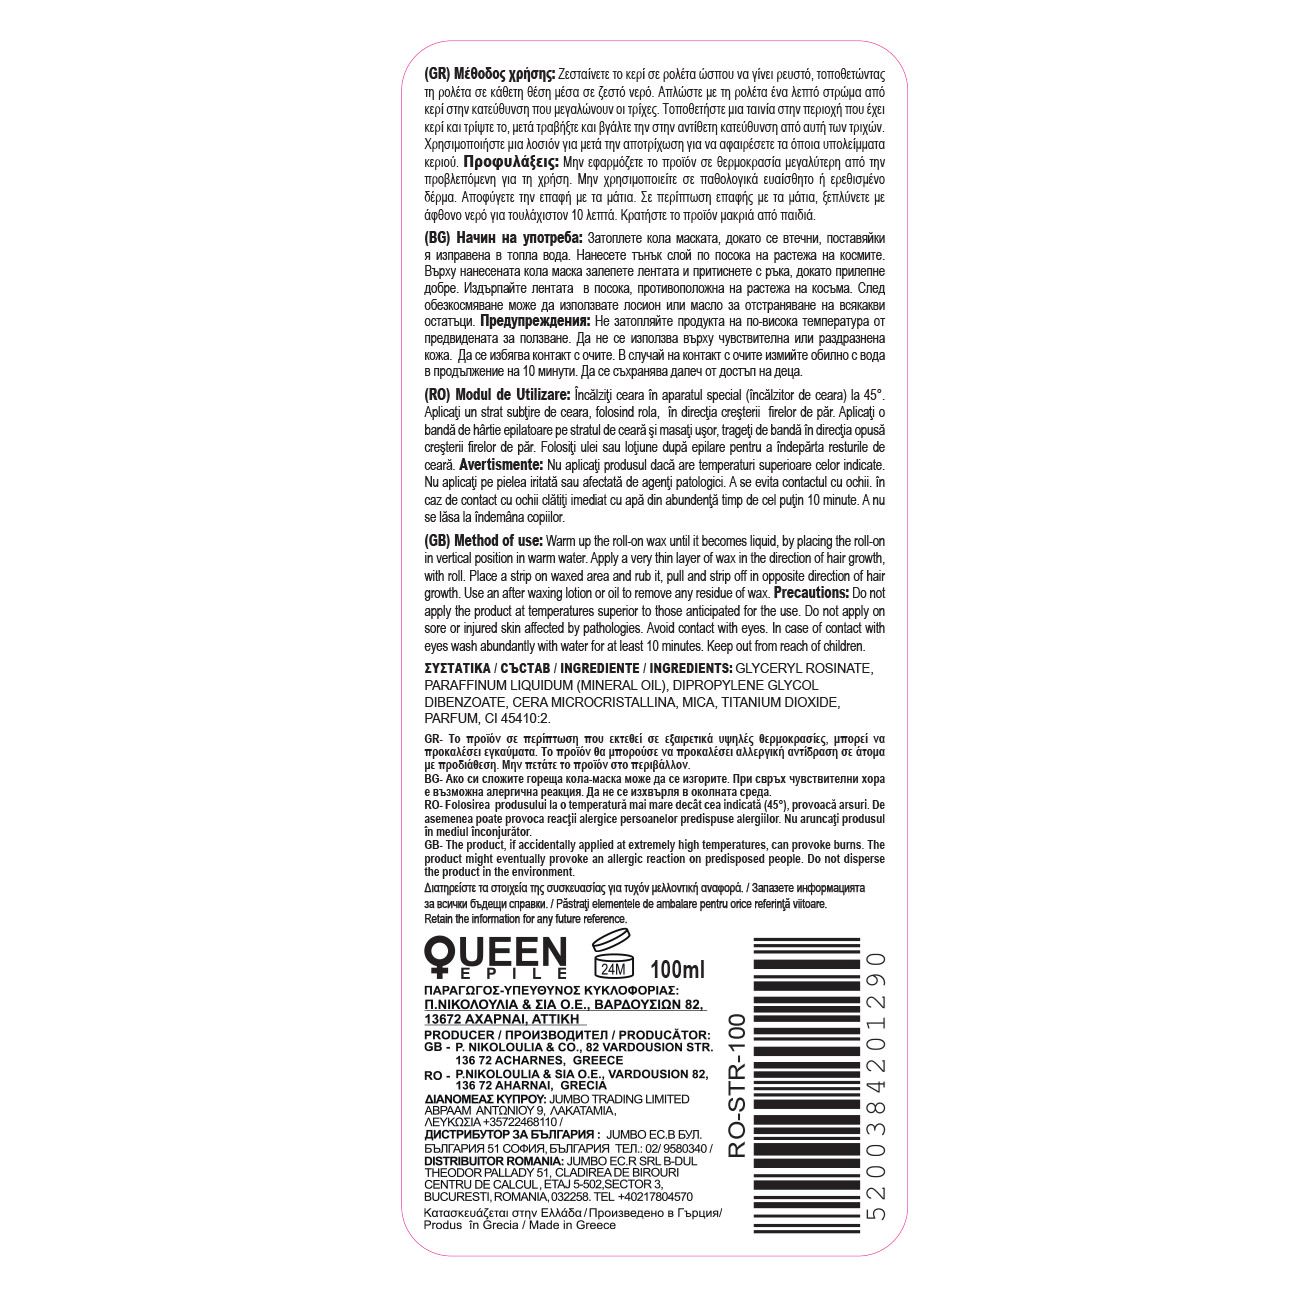 (GR) Μέθοδος χρήσης: Ζεσταίνετε το κερί σε ρολέτα ώσπου να γίνει ρευστό, τοποθετώντας
τη ρολέτα σε κάθετη θέση μέσα σε ζεστό νερό. Απλώστε με τη ρολέτα ένα λεπτό στρώμα από
κερί στην κατεύθυνση που μεγαλώνουν οι τρίχες. Τοποθετήστε μια ταινία στην περιοχή που έχει
κερί και τρίψτε το, μετά τραβήξτε και βγάλτε την στην αντίθετη κατεύθυνση από αυτή των τριχών.
Χρησιμοποιήστε μια λοσιόν για μετά την αποτρίχωση για να αφαιρέσετε τα όποια υπολείμματα
κεριού. Προφυλάξεις: Μην εφαρμόζετε το προϊόν σε θερμοκρασία μεγαλύτερη από την
προβλεπόμενη για τη χρήση. Μην χρησιμοποιείτε σε παθολογικά ευαίσθητο ή ερεθισμένο
δέρμα. Αποφύγετε την επαφή με τα μάτια. Σε περίπτωση επαφής με τα μάτια, ξεπλύνετε με
άφθονο νερό για τουλάχιστον 10 λεπτά. Κρατήστε το προϊόν μακριά από παιδιά.
(BG) Начин на употреба: Затоплете кола маската, докато се втечни, поставяйки
я изправена в топла вода. Нанесете тънък слой по посока на растежа на космите.
Върху нанесената кола маска залепете лентата и притиснете с ръка, докато прилепне
добре. Издърпайте лентата в посока, противоположна на растежа на косъма. След
обезкосмяване може да използвате лосион или масло за отстраняване на всякакви
остатъци. Предупреждения: Не затопляйте продукта на по-висока температура от
предвидената за ползване. Да не се използва върху чувствителна или раздразнена
кожа. Да се избягва контакт с очите. В случай на контакт с очите измийте обилно с вода
в продължение на 10 минути. Да се съхранява далеч от достъп на деца.
(RO) Modul de Utilizare: Încălziţi ceara în aparatul special (încălzitor de ceara) la 45°.
Aplicaţi un strat subţire de ceara, folosind rola, în direcţia creşterii firelor de păr. Aplicaţi o
bandă de hârtie epilatoare pe stratul de ceară şi masaţi uşor, trageţi de bandă în direcţia opusă
creşterii firelor de păr. Folosiţi ulei sau loţiune după epilare pentru a îndepărta resturile de
ceară. Avertismente: Nu aplicaţi produsul dacă are temperaturi superioare celor indicate.
Nu aplicaţi pe pielea iritată sau afectată de agenţi patologici. A se evita contactul cu ochii. în
caz de contact cu ochii clătiţi imediat cu apă din abundenţă timp de cel puţin 10 minute. A nu
se lăsa la îndemâna copiilor.
(GB) Method of use: Warm up the roll-on wax until it becomes liquid, by placing the roll-on
in vertical position in warm water. Apply a very thin layer of wax in the direction of hair growth,
with roll. Place a strip on waxed area and rub it, pull and strip off in opposite direction of hair
growth. Use an after waxing lotion or oil to remove any residue of wax. Precautions: Do not
apply the product at temperatures superior to those anticipated for the use. Do not apply on
sore or injured skin affected by pathologies. Avoid contact with eyes. In case of contact with
eyes wash abundantly with water for at least 10 minutes. Keep out from reach of children.
ΣΥΣΤΑΤΙΚΑ / СЪСТАВ / INGREDIENTE / INGREDIENTS: GLYCERYL ROSINATE,
PARAFFINUM LIQUIDUM (MINERAL OIL), DIPROPYLENE GLYCOL
DIBENZOATE, CERA MICROCRISTALLINA, MICA, TITANIUM DIOXIDE,
PARFUM, CI 45410:2.
GR- Το προϊόν σε περίπτωση που εκτεθεί σε εξαιρετικά υψηλές θερμοκρασίες, μπορεί να
προκαλέσει εγκαύματα. Το προϊόν θα μπορούσε να προκαλέσει αλλεργική αντίδραση σε άτομα
με προδιάθεση. Μην πετάτε το προϊόν στο περιβάλλον.
BG- Ако си сложите гореща кола-маска може да се изгорите. При свръх чувствителни хора
е възможна алергична реакция. Да не се изхвърля в околната среда.
RO- Folosirea produsului la o temperatură mai mare decât cea indicată (45°), provoacă arsuri. De
asemenea poate provoca reacţii alergice persoanelor predispuse alergiilor. Nu aruncaţi produsul
în mediul înconjurător.
GB- The product, if accidentally applied at extremely high temperatures, can provoke burns. The
product might eventually provoke an allergic reaction on predisposed people. Do not disperse
the product in the environment.
Διατηρείστε τα στοιχεία της συσκευασίας για τυχόν μελλοντική αναφορά. / Запазете информацията
за всички бъдещи справки. / Păstraţi elementele de ambalare pentru orice referinţă viitoare.
Retain the information for any future reference.
QUEEN
EPILE
24M
100ml
ΠΑΡΑΓΩΓΟΣ-ΥΠΕΥΘΥΝΟΣ ΚΥΚΛΟΦΟΡΙΑΣ:
Π.ΝΙΚΟΛΟΥΛΙΑ & ΣΙΑ Ο.Ε., ΒΑΡΔΟΥΣΙΩΝ 82,
13672 ΑΧΑΡΝΑΙ, ΑΤΤΙΚΗ
PRODUCER / ПРОИЗВОДИТЕЛ / PRODUCĂTOR:
GB - P. NIKOLOULIA & CO., 82 VARDOUSION STR.
136 72 ACHARNES, GREECE
RO - P.NIKOLOULIA & SIA O.E., VARDOUSION 82,
136 72 AHARNAI, GRECIA
ΔΙΑΝΟΜΕΑΣ ΚΥΠΡΟΥ: JUMBO TRADING LIMITED
ΑΒΡΑΑΜ ΑΝΤΩΝΙΟΥ 9, ΛΑΚΑΤΑΜΙΑ,
ΛΕΥΚΩΣΙΑ +35722468110 /
ДИСТРИБУТОР ЗА БЪЛГАРИЯ : JUMBO EC.B БУЛ.
БЪЛГАРИЯ 51 СОФИЯ, БЪЛГАРИЯ ТЕЛ.: 02/ 9580340 /
DISTRIBUITOR ROMANIA: JUMBO EC.R SRL B-DUL
THEODOR PALLADY 51, CLADIREA DE BIROURI
CENTRU DE CALCUL, ETAJ 5-502,SECTOR 3,
BUCURESTI, ROMANIA, 032258. TEL +40217804570
Κατασκευάζεται στην Ελλάδα / Произведено в Гърция/
Produs în Grecia / Made in Greece
RO-STR-100
5200384201290